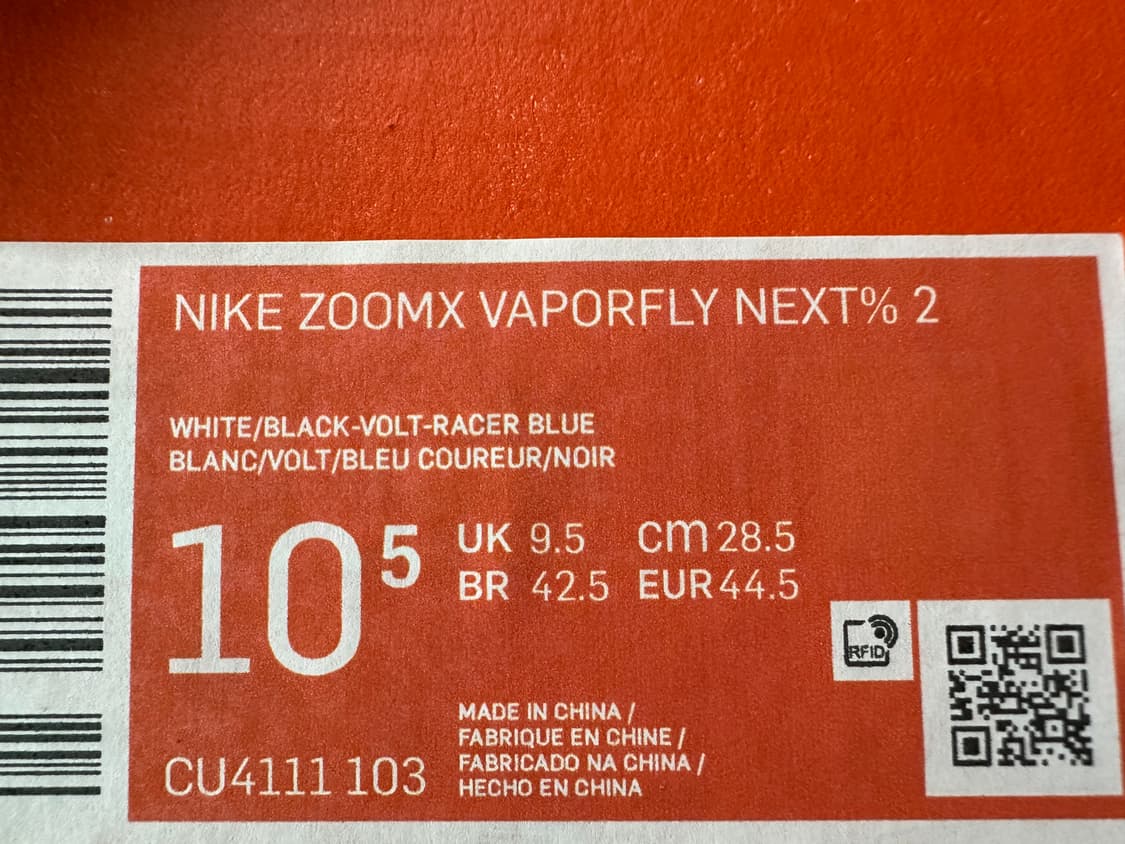 NIKE ZOOMX VAPORFLY NEXT% 2
WHITE/BLACK-VOLT-RACER BLUE
BLANC/VOLT/BLEU COUREUR/NOIR
10 5
UK 9.5 cm 28.5
BR 42.5 EUR 44.5
RFID
MADE IN CHINA /
FABRIQUE EN CHINE /
FABRICADO NA CHINA /
HECHO EN CHINA
CU4111 103